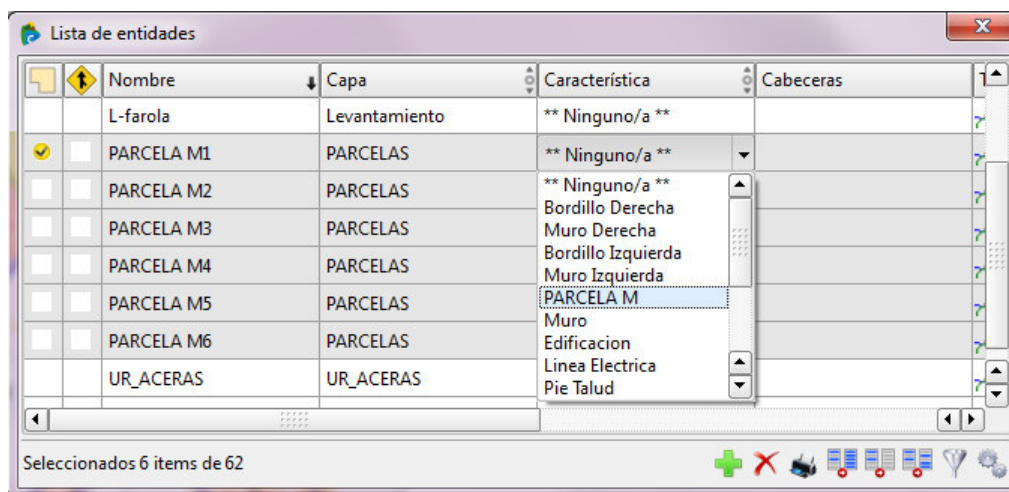 Lista de entidades
Nombre Capa Característica Cabeceras T
L-farola Levantamiento ** Ninguno/a **
PARCELA M1 PARCELAS ** Ninguno/a **
PARCELA M2 PARCELAS
PARCELA M3 PARCELAS
PARCELA M4 PARCELAS
PARCELA M5 PARCELAS
PARCELA M6 PARCELAS
UR_ACERAS UR_ACERAS
** Ninguno/a **
Bordillo Derecha
Muro Derecha
Bordillo Izquierda
Muro Izquierda
PARCELA M
Muro
Edificacion
Linea Electrica
Pie Talud
Seleccionados 6 items de 62